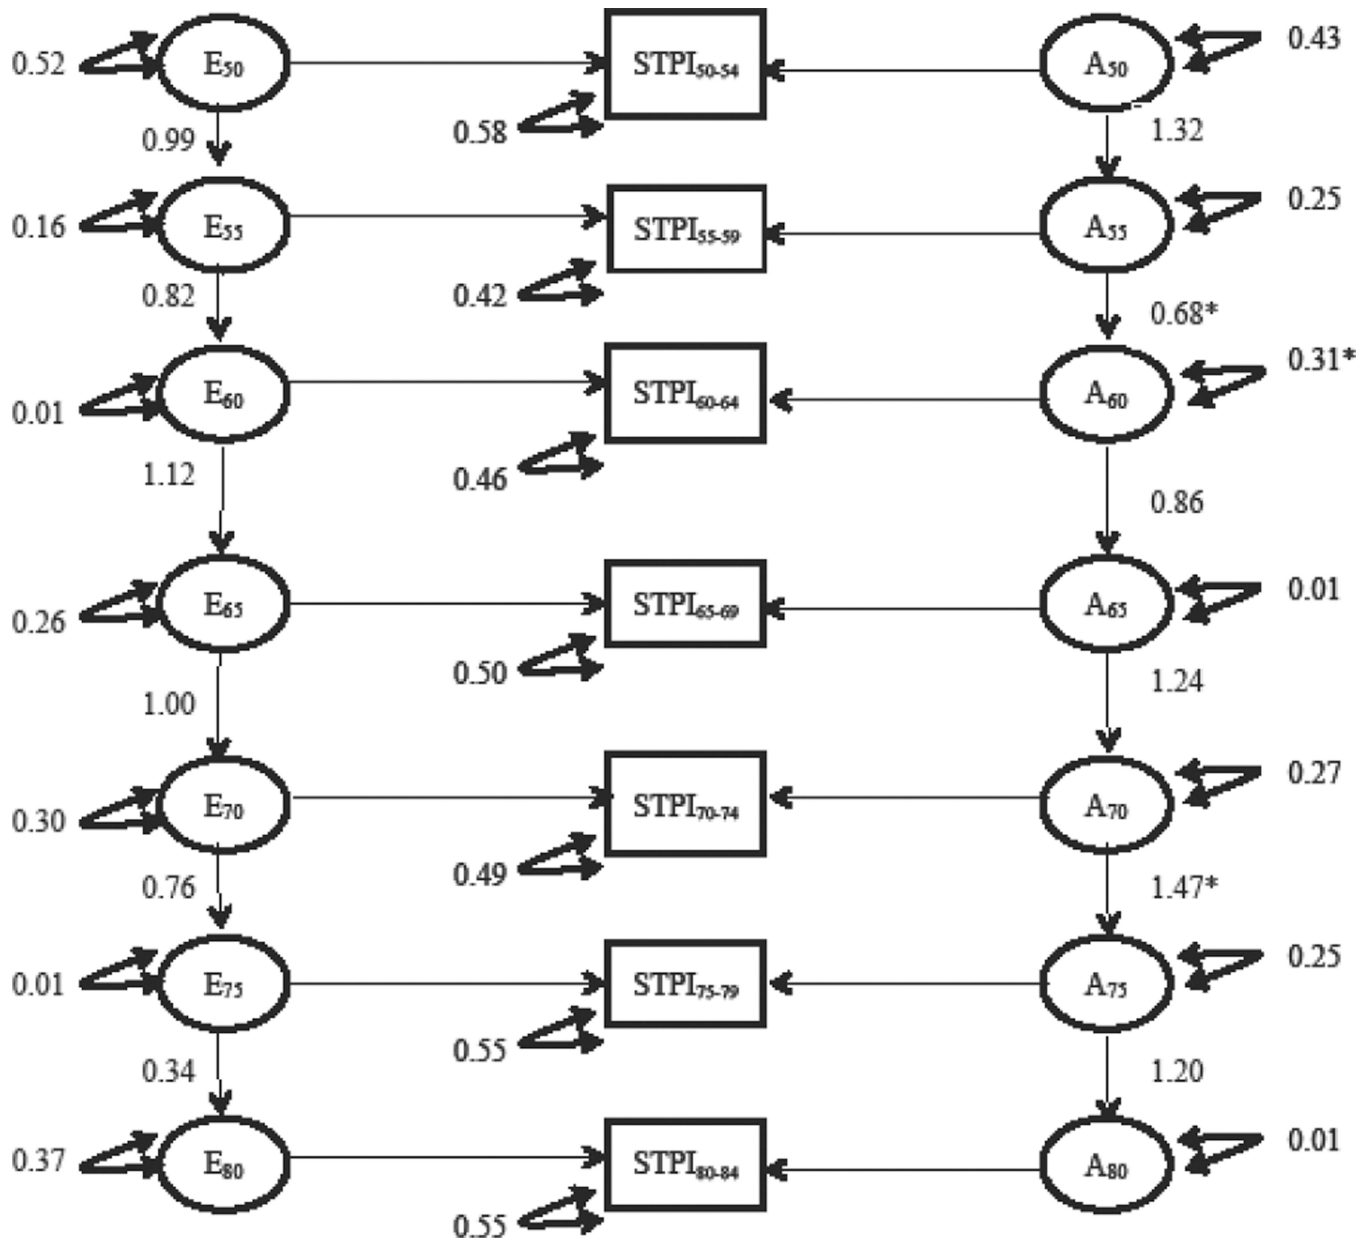 0.52 E50 STPI50-54 A50 0.43
0.58
0.99 1.32
0.16 E55 STPI55-59 A55 0.25
0.42
0.82 0.68*
0.01 E60 STPI60-64 A60 0.31*
0.46
1.12 0.86
0.26 E65 STPI65-69 A65 0.01
0.50
1.00 1.24
0.30 E70 STPI70-74 A70 0.27
0.49
0.76 1.47*
0.01 E75 STPI75-79 A75 0.25
0.55
0.34 1.20
0.37 E80 STPI80-84 A80 0.01
0.55